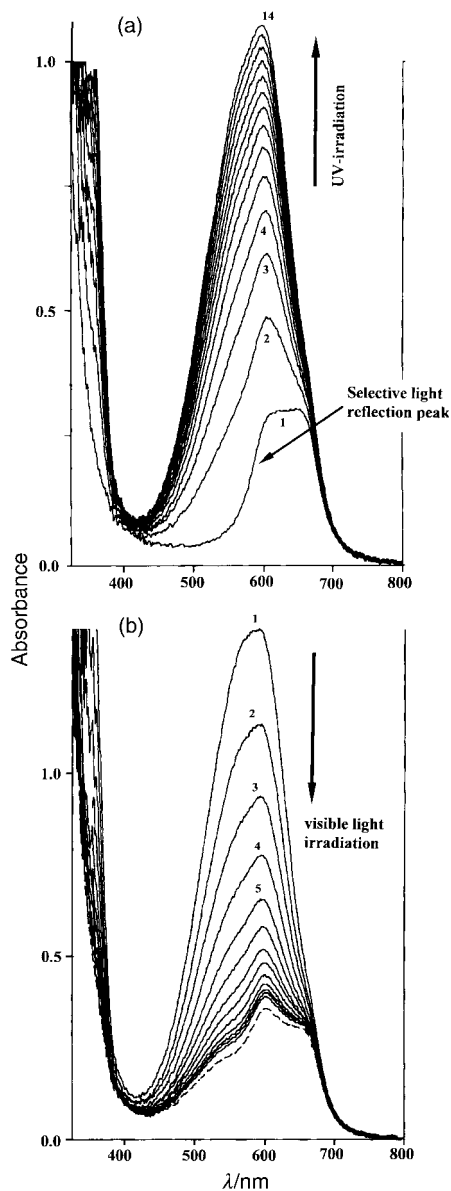 (a)
14
1.0
UV-irradiation
4
3
0.5
2
Selective light
reflection peak
1
0.0
400 500 600 700 800
Absorbance
(b)
1
2
1.0
3
visible light
irradiation
4
5
0.5
0.0
400 500 600 700 800
λ/nm